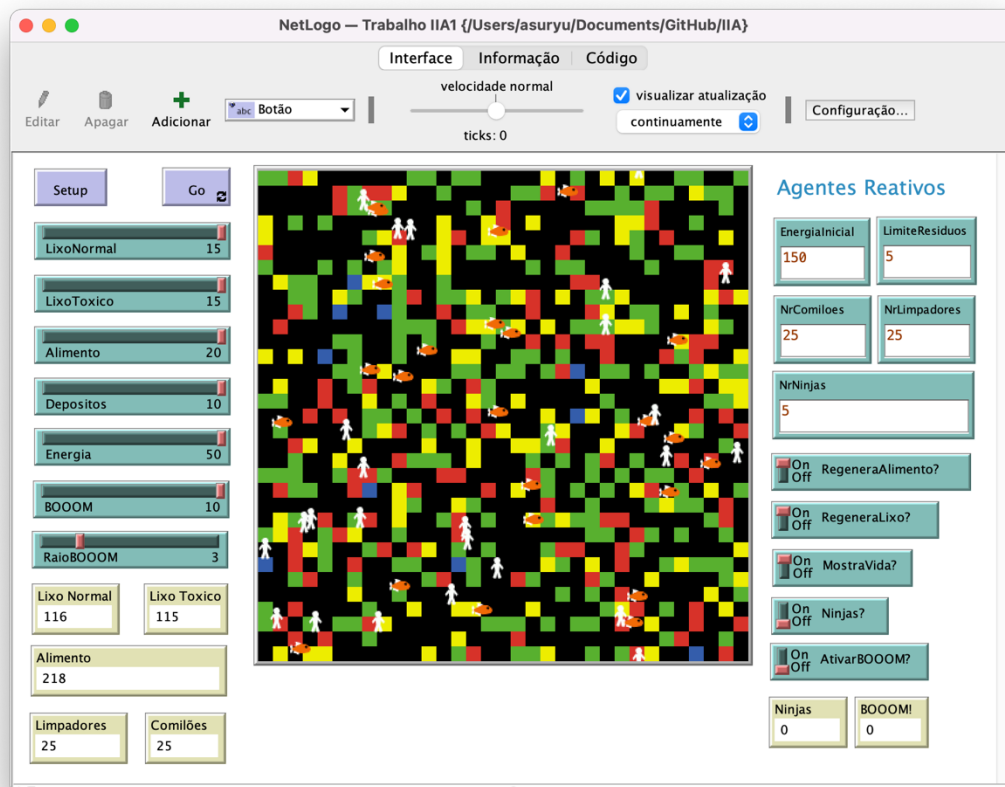 NetLogo — Trabalho IIA1 {/Users/asuryu/Documents/GitHub/IIA}
Interface Informação Código
Editar Apagar Adicionar
abc Botão
velocidade normal
ticks: 0
visualizar atualização
continuamente
Configuração...
Setup Go
LixoNormal 15
LixoToxico 15
Alimento 20
Depositos 10
Energia 50
BOOOM 10
RaioBOOOM 3
Lixo Normal
116
Lixo Toxico
115
Alimento
218
Limpadores
25
Comilões
25
Agentes Reativos
EnergiaInicial
150
LimiteResiduos
5
NrComiloes
25
NrLimpadores
25
NrNinjas
5
On
Off
RegeneraAlimento?
On
Off
RegeneraLixo?
On
Off
MostraVida?
On
Off
Ninjas?
On
Off
AtivarBOOOM?
Ninjas
0
BOOOM!
0